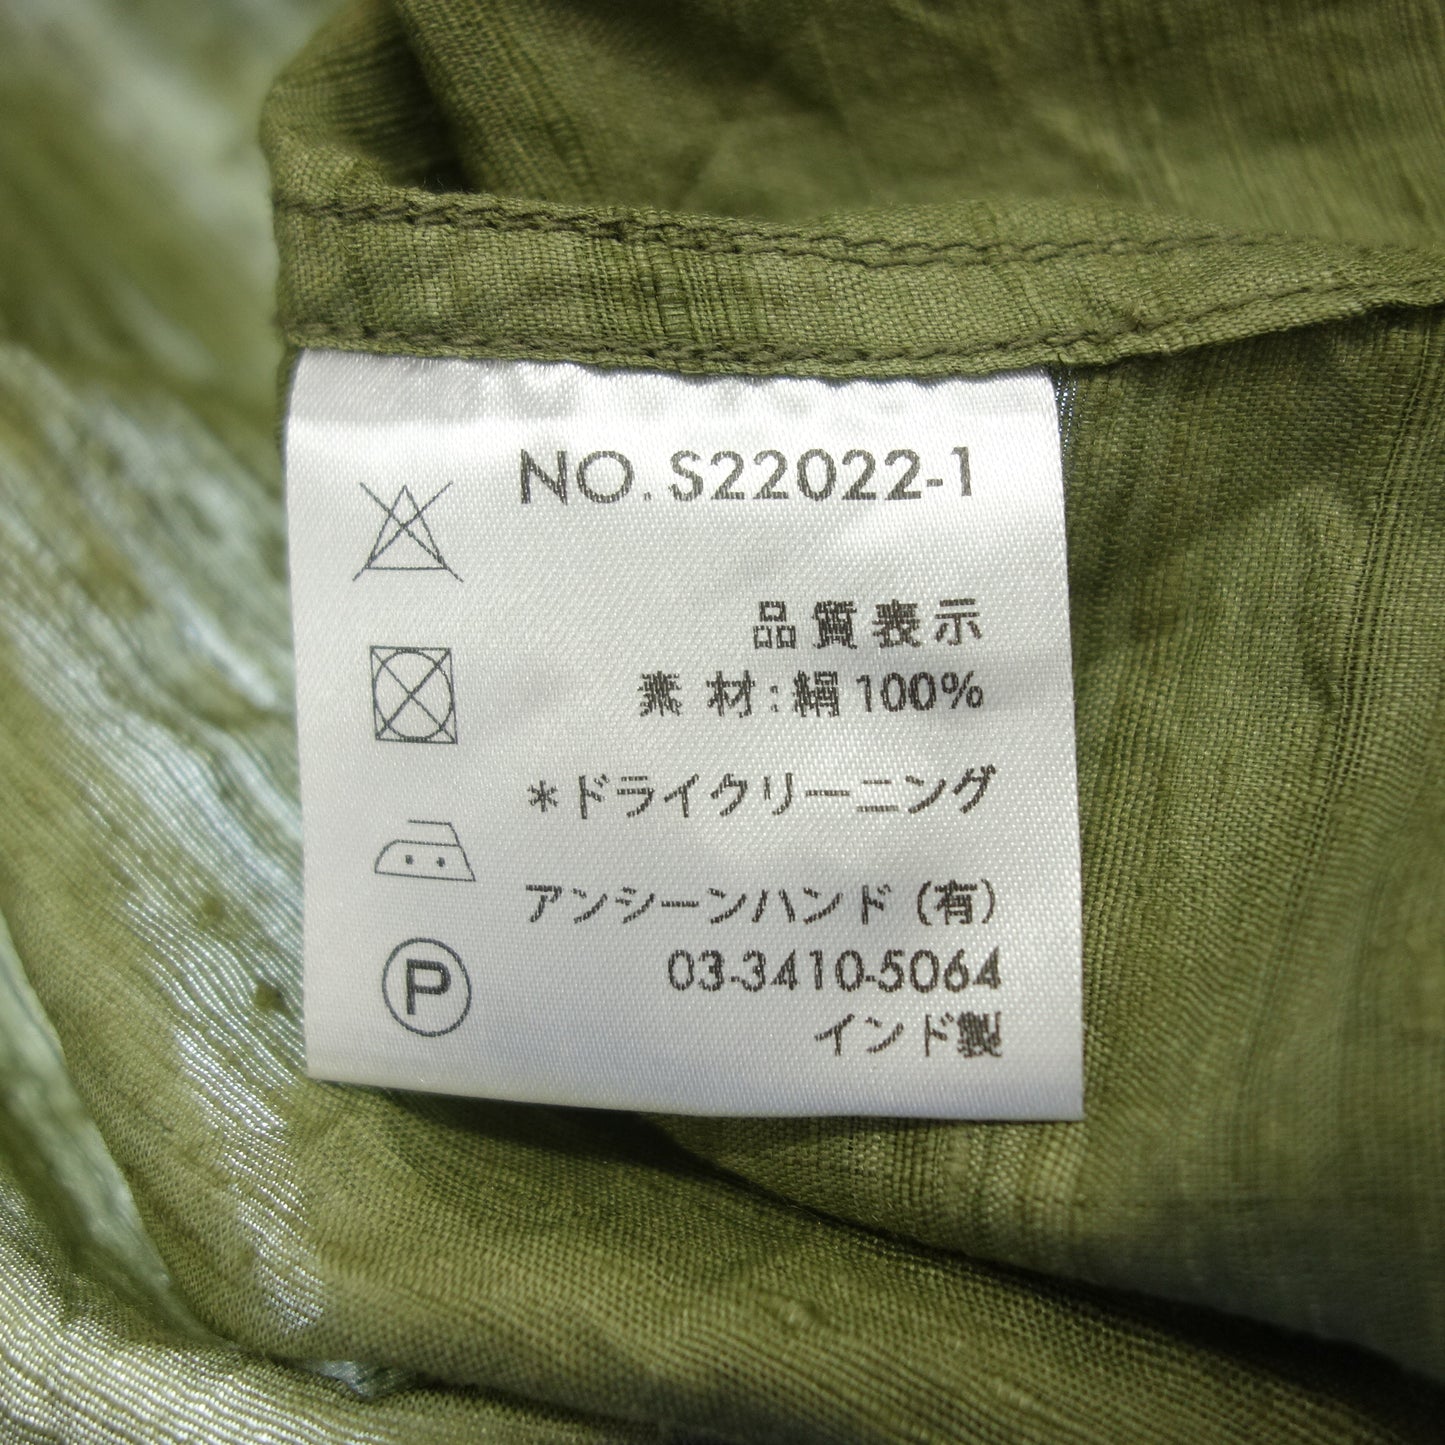 NO. S22022-1
品質表示
素 材:絹100%
*ドライクリーニング
アンシーンハンド (有)
03-3410-5064
インド製
P